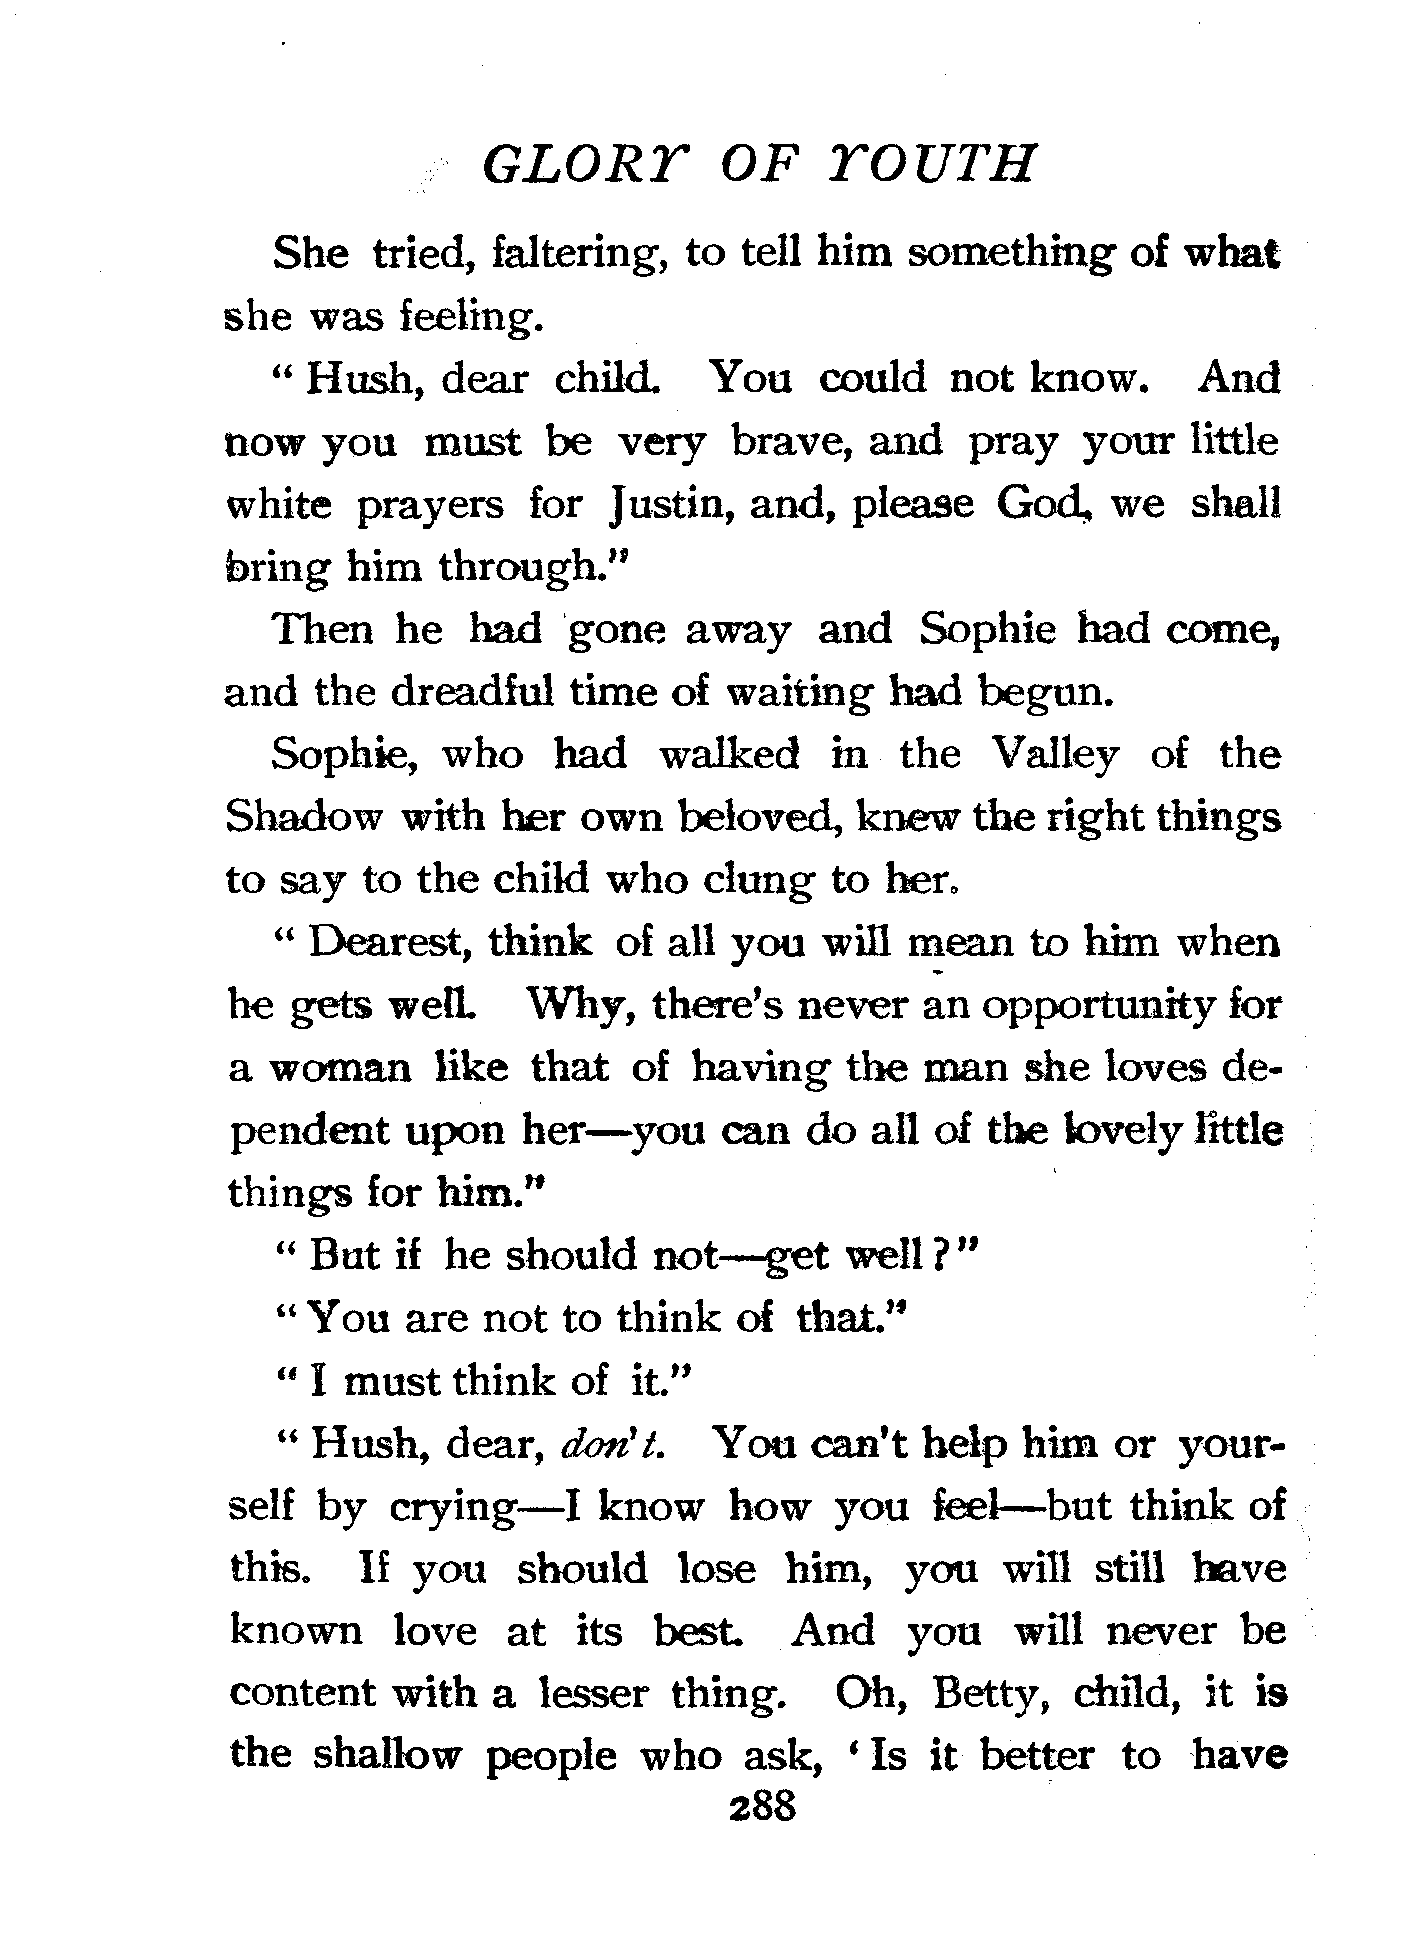 GLORY OF YOUTH
She tried, faltering, to tell him something of what
she was feeling.
" Hush, dear child. You could not know. And
now you must be very brave, and pray your little
white prayers for Justin, and, please God, we shall
bring him through."
Then he had gone away and Sophie had come,
and the dreadful time of waiting had begun.
Sophie, who had walked in the Valley of the
Shadow with her own beloved, knew the right things
to say to the child who clung to her.
" Dearest, think of all you will mean to him when
he gets well. Why, there's never an opportunity for
a woman like that of having the man she loves de-
pendent upon her—you can do all of the lovely little
things for him."
" But if he should not—get well ?"
" You are not to think of that."
" I must think of it."
" Hush, dear, don't. You can't help him or your-
self by crying—I know how you feel—but think of
this. If you should lose him, you will still have
known love at its best. And you will never be
content with a lesser thing. Oh, Betty, child, it is
the shallow people who ask, ‘ Is it better to have
288